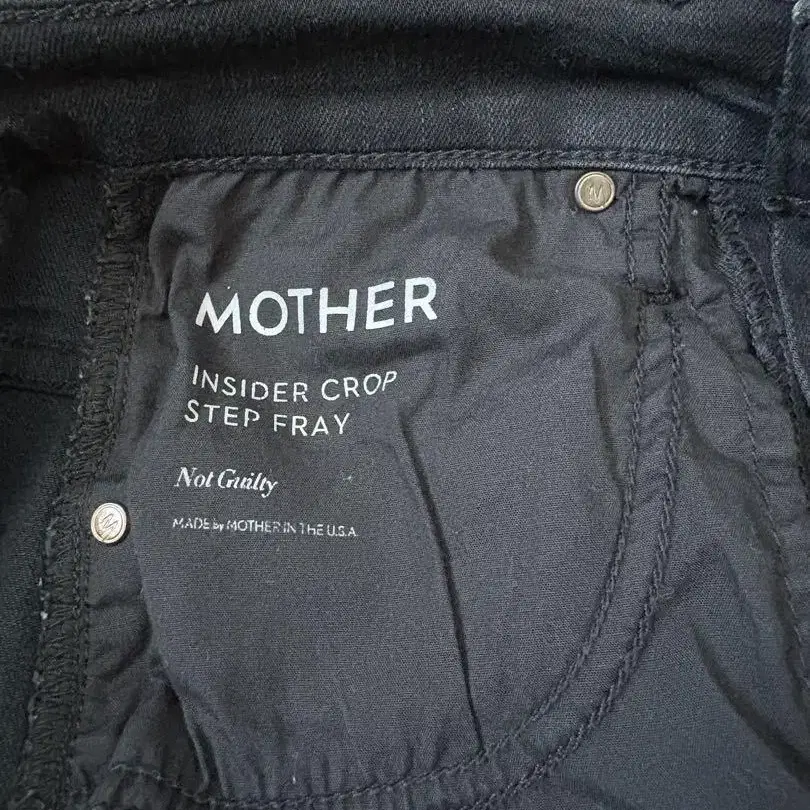 M
MOTHER
INSIDER CROP
STEP FRAY
Not Guilty
MADE by MOTHER IN THE U.S.A.
M